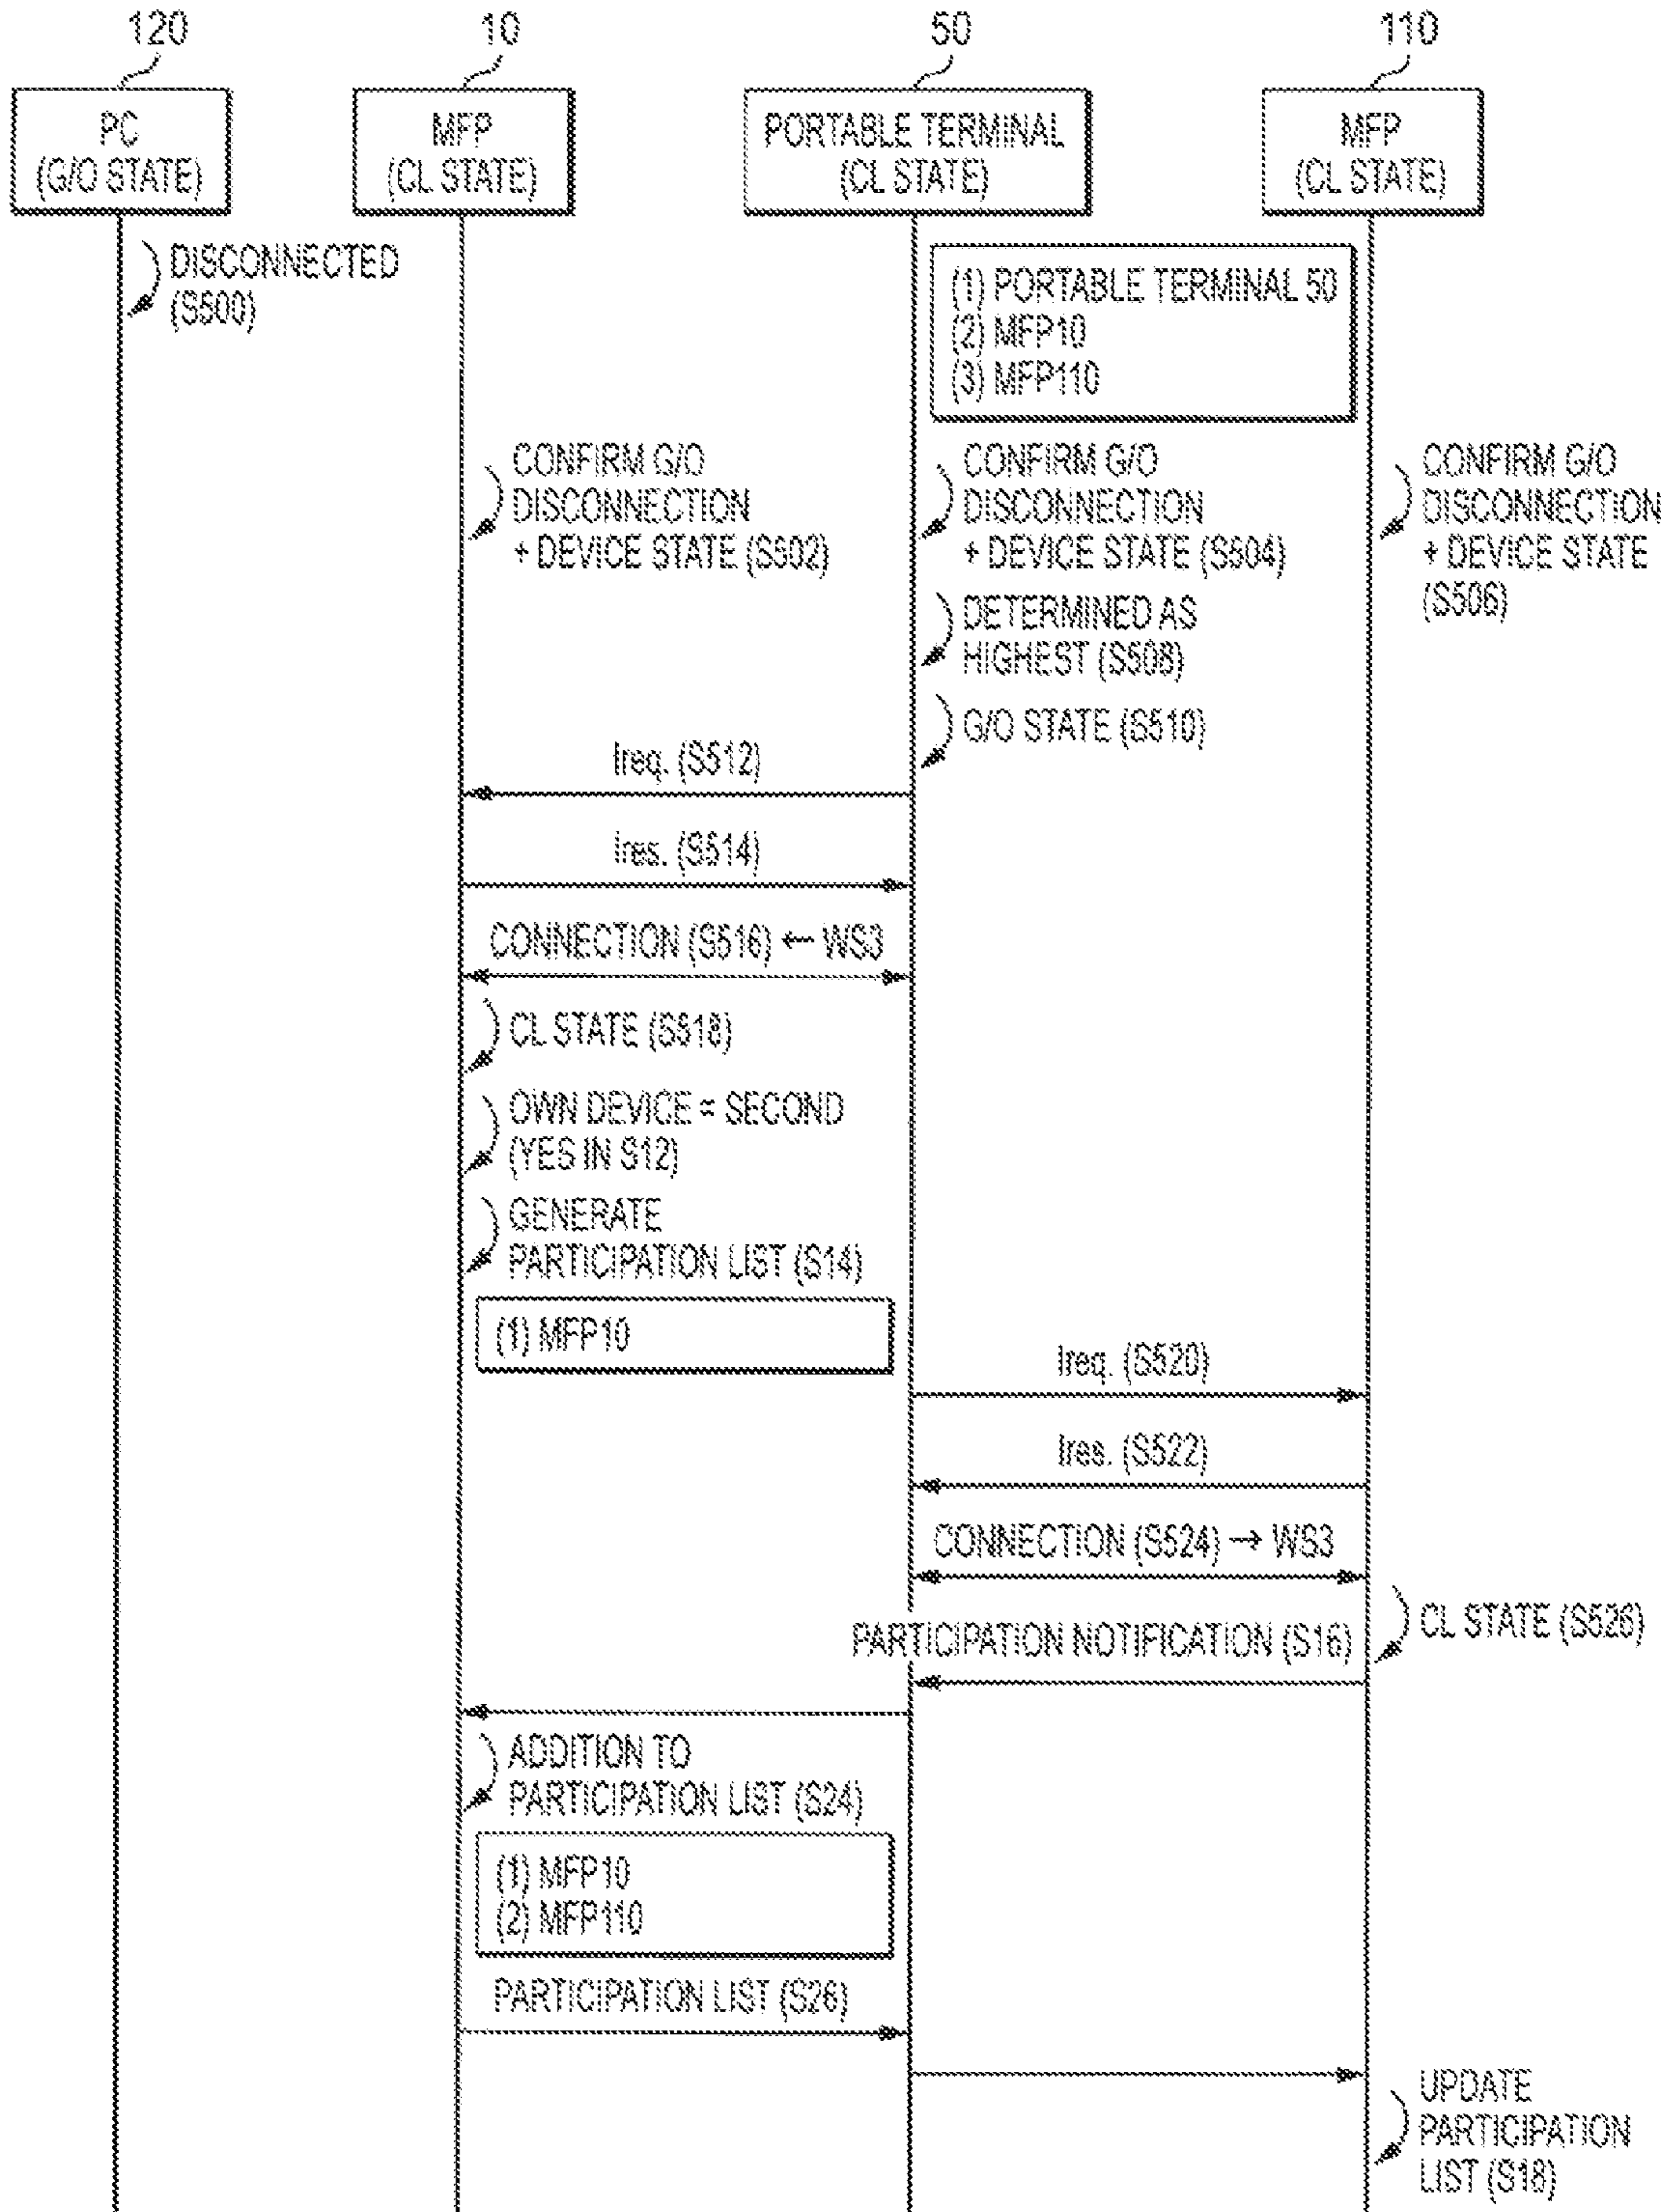 120
10
50
110
PC
(G/O STATE)
MFP
(CL STATE)
PORTABLE TERMINAL
(CL STATE)
MFP
(CL STATE)
DISCONNECTED
(S500)
(1) PORTABLE TERMINAL 50
(2) MFP10
(3) MFP110
CONFIRM G/O
DISCONNECTION
+ DEVICE STATE (S502)
CONFIRM G/O
DISCONNECTION
+ DEVICE STATE (S504)
CONFIRM G/O
DISCONNECTION
+ DEVICE STATE
(S506)
DETERMINED AS
HIGHEST (S508)
G/O STATE (S510)
Ireq. (S512)
Ires. (S514)
CONNECTION (S516) ← WS3
CL STATE (S518)
OWN DEVICE = SECOND
(YES IN S12)
GENERATE
PARTICIPATION LIST (S14)
(1) MFP10
Ireq. (S520)
Ires. (S522)
CONNECTION (S524) → WS3
CL STATE (S526)
PARTICIPATION NOTIFICATION (S16)
ADDITION TO
PARTICIPATION LIST (S24)
(1) MFP10
(2) MFP110
PARTICIPATION LIST (S26)
UPDATE
PARTICIPATION
LIST (S18)